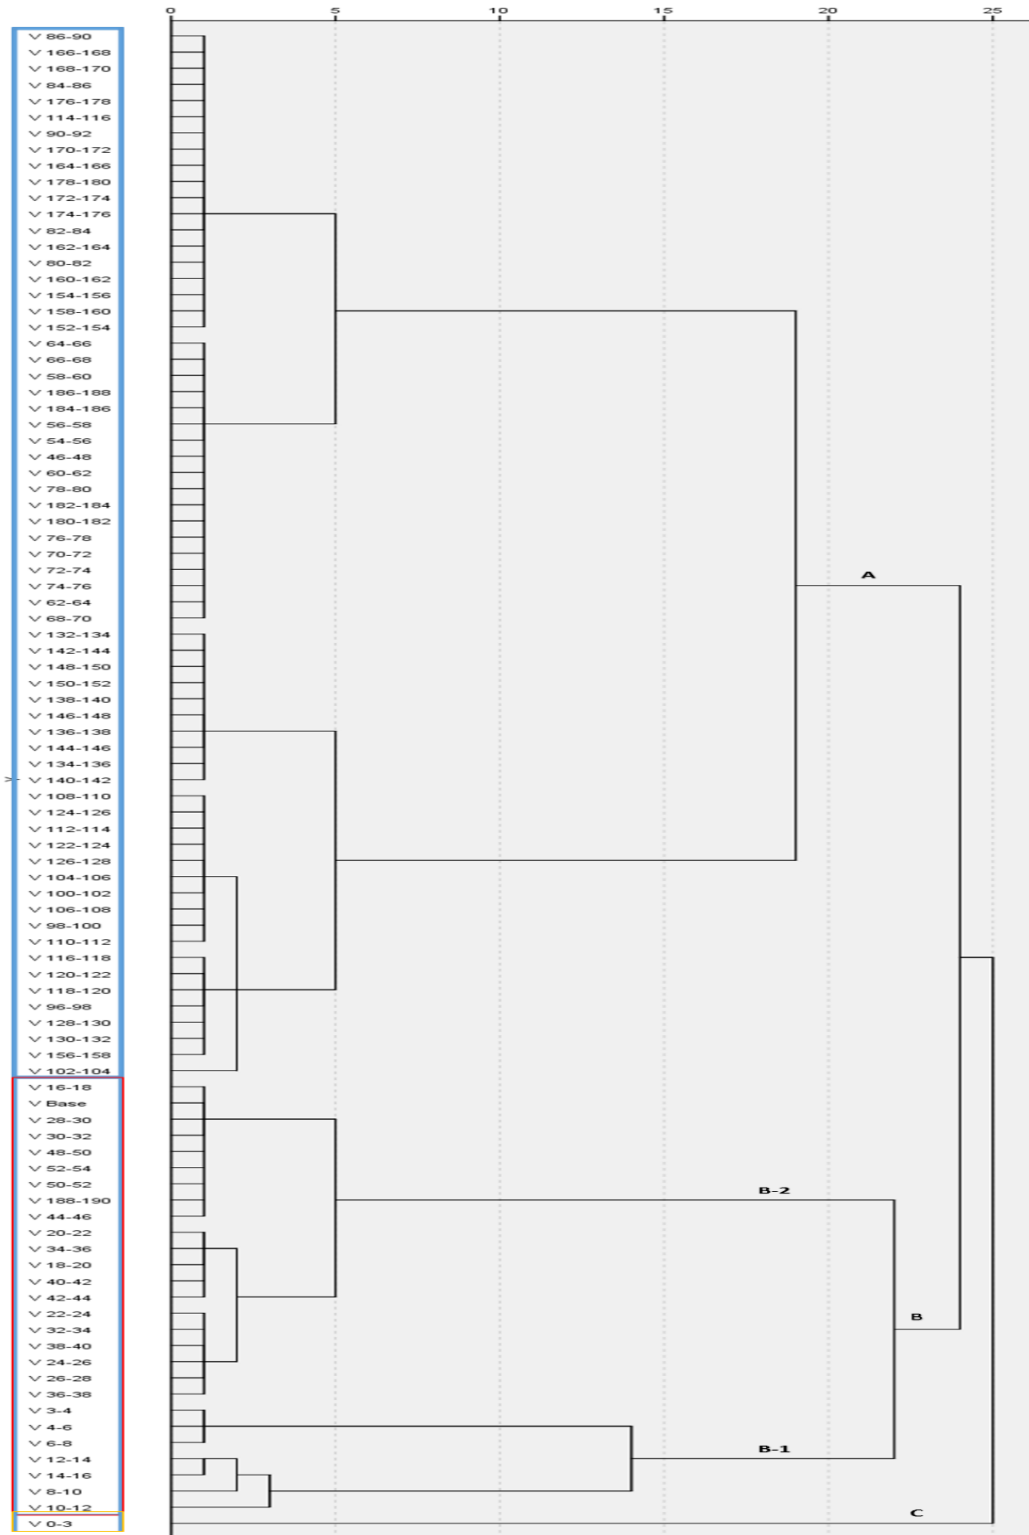 0 5 10 15 20 25
V 86-90
V 166-168
V 168-170
V 84-86
V 176-178
V 114-116
V 90-92
V 170-172
V 164-166
V 178-180
V 172-174
V 174-176
V 82-84
V 162-164
V 80-82
V 160-162
V 154-156
V 158-160
V 152-154
V 64-66
V 66-68
V 58-60
V 186-188
V 184-186
V 56-58
V 54-56
V 46-48
V 60-62
V 78-80
V 182-184
V 180-182
V 76-78
V 70-72
V 72-74
A
V 74-76
V 62-64
V 68-70
V 132-134
V 142-144
V 148-150
V 150-152
V 138-140
V 146-148
V 136-138
V 144-146
V 134-136
V 140-142
V 108-110
V 124-126
V 112-114
V 122-124
V 126-128
V 104-106
V 100-102
V 106-108
V 98-100
V 110-112
V 116-118
V 120-122
V 118-120
V 96-98
V 128-130
V 130-132
V 156-158
V 102-104
V 16-18
V Base
V 28-30
V 30-32
V 48-50
V 52-54
V 50-52
B-2
V 188-190
V 44-46
V 20-22
V 34-36
V 18-20
V 40-42
V 42-44
V 22-24
B
V 32-34
V 38-40
V 24-26
V 26-28
V 36-38
V 3-4
V 4-6
V 6-8
B-1
V 12-14
V 14-16
V 8-10
V 10-12
C
V 0-3